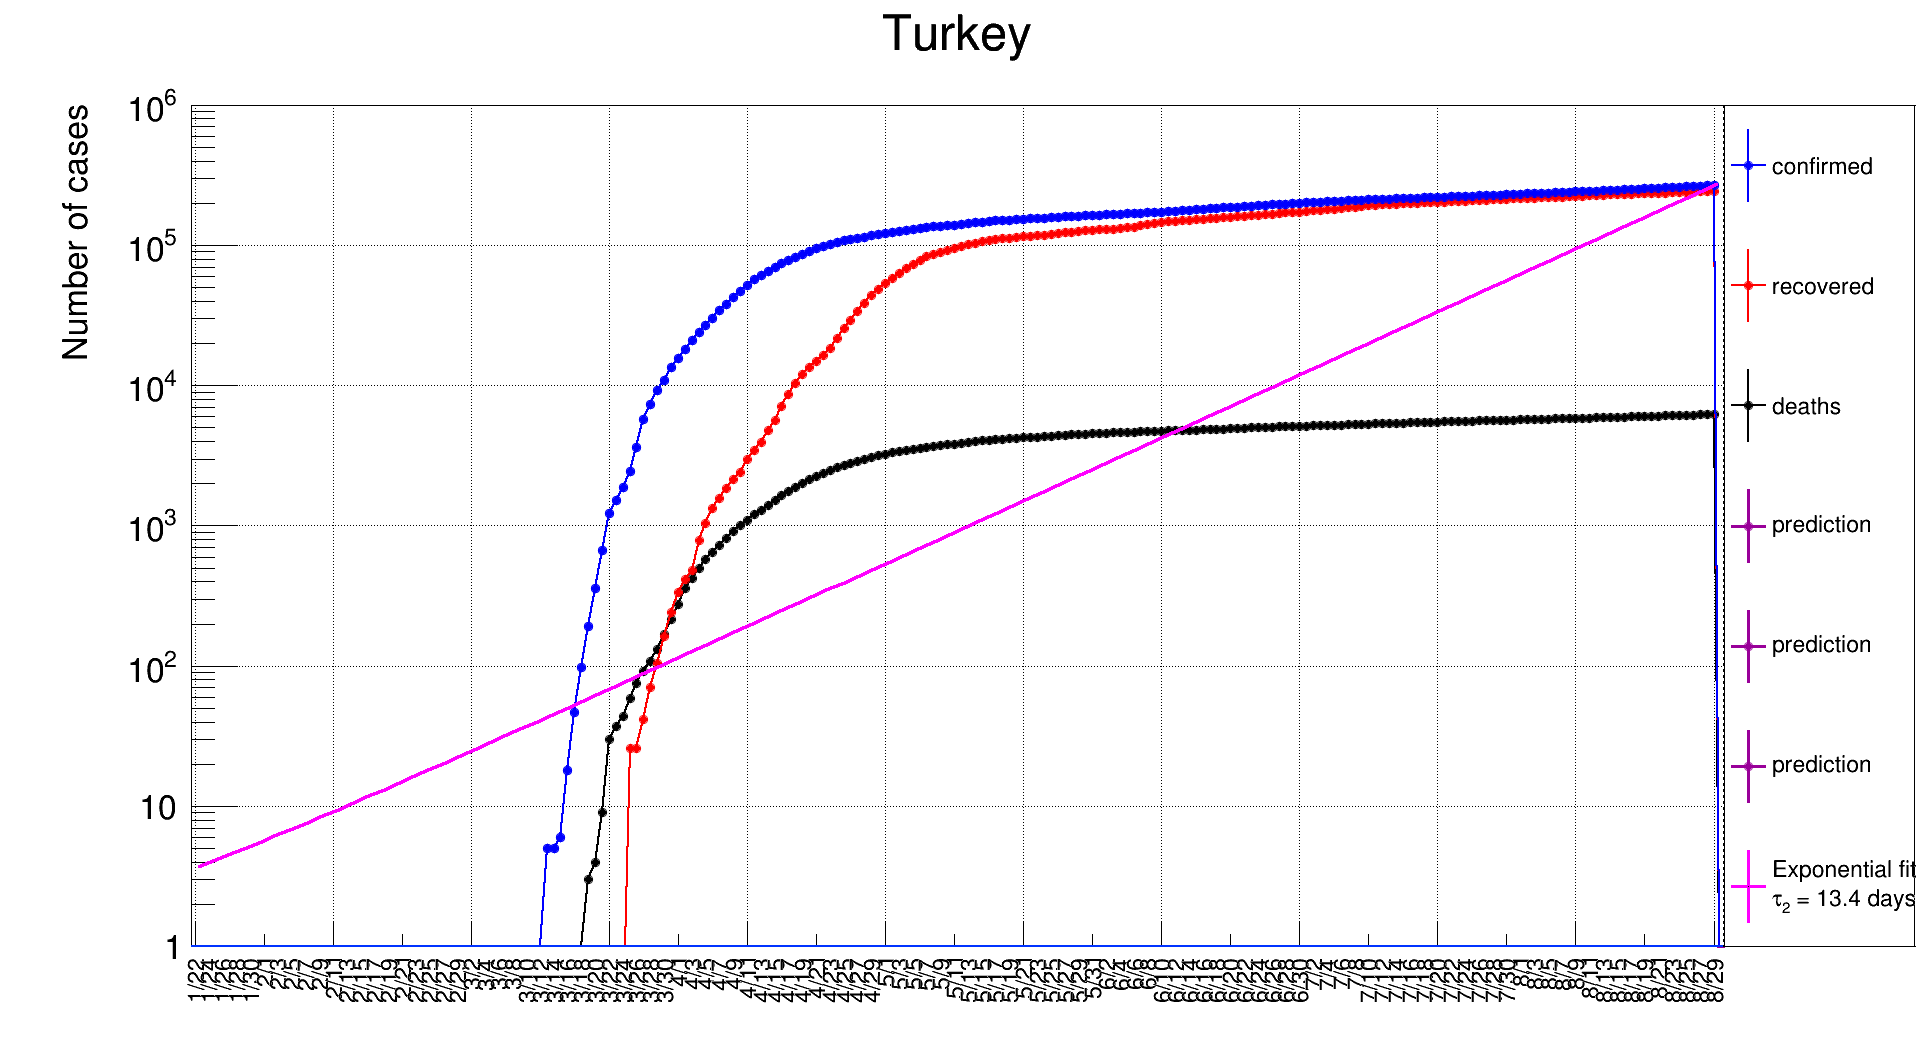 Turkey
Number of cases
10^6
10^5
10^4
10^3
10^2
10
1
1/22 1/24 1/26 1/28 1/30 2/1 2/3 2/5 2/7 2/9 2/11 2/13 2/15 2/17 2/19 2/21 2/23 2/25 2/27 2/29 3/2 3/4 3/6 3/8 3/10 3/12 3/14 3/16 3/18 3/20 3/22 3/24 3/26 3/28 3/30 4/1 4/3 4/5 4/7 4/9 4/11 4/13 4/15 4/17 4/19 4/21 4/23 4/25 4/27 4/29 5/1 5/3 5/5 5/7 5/9 5/11 5/13 5/15 5/17 5/19 5/21 5/23 5/25 5/27 5/29 5/31 6/2 6/4 6/6 6/8 6/10 6/12 6/14 6/16 6/18 6/20 6/22 6/24 6/26 6/28 6/30 7/2 7/4 7/6 7/8 7/10 7/12 7/14 7/16 7/18 7/20 7/22 7/24 7/26 7/28 7/30 8/1 8/3 8/5 8/7 8/9 8/11 8/13 8/15 8/17 8/19 8/21 8/23 8/25 8/27 8/29
confirmed
recovered
deaths
prediction
prediction
prediction
Exponential fit
τ₂ = 13.4 days